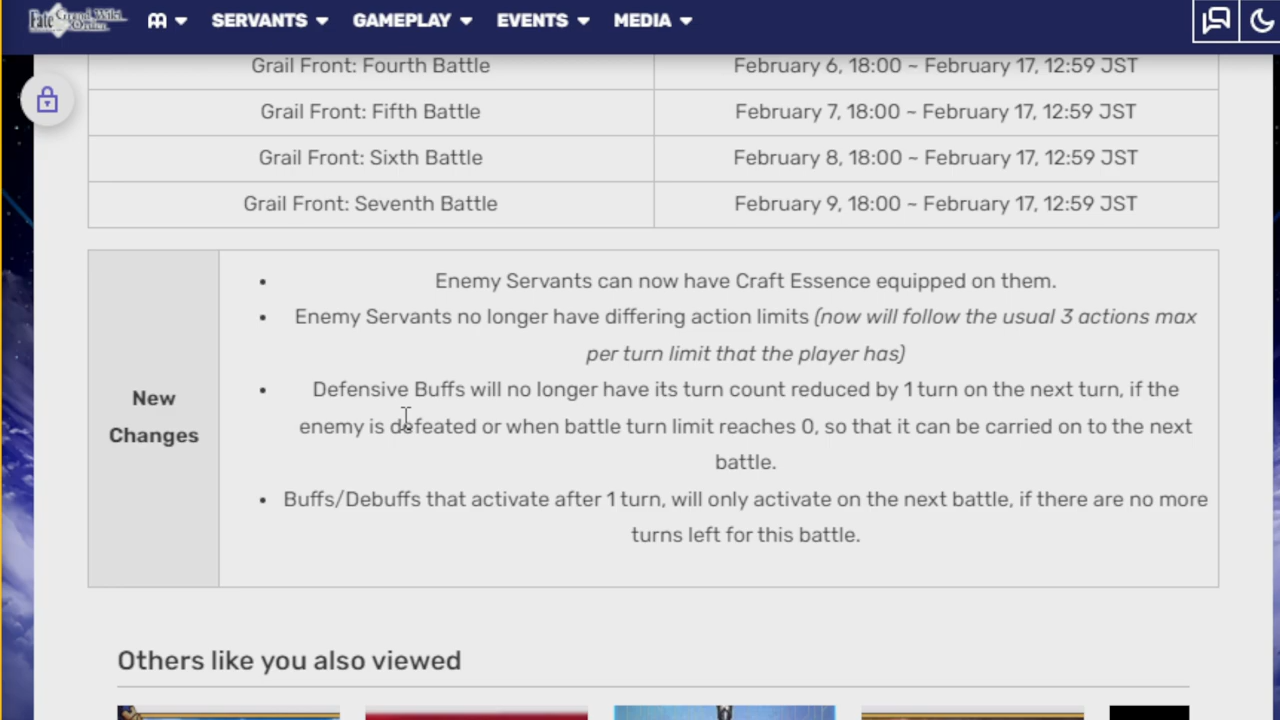 Fate Grand Wiki Order
SERVANTS GAMEPLAY EVENTS MEDIA
Grail Front: Fourth Battle February 6, 18:00 ~ February 17, 12:59 JST
Grail Front: Fifth Battle February 7, 18:00 ~ February 17, 12:59 JST
Grail Front: Sixth Battle February 8, 18:00 ~ February 17, 12:59 JST
Grail Front: Seventh Battle February 9, 18:00 ~ February 17, 12:59 JST
New
Changes
• Enemy Servants can now have Craft Essence equipped on them.
• Enemy Servants no longer have differing action limits (now will follow the usual 3 actions max
per turn limit that the player has)
• Defensive Buffs will no longer have its turn count reduced by 1 turn on the next turn, if the
enemy is defeated or when battle turn limit reaches 0, so that it can be carried on to the next
battle.
• Buffs/Debuffs that activate after 1 turn, will only activate on the next battle, if there are no more
turns left for this battle.
Others like you also viewed